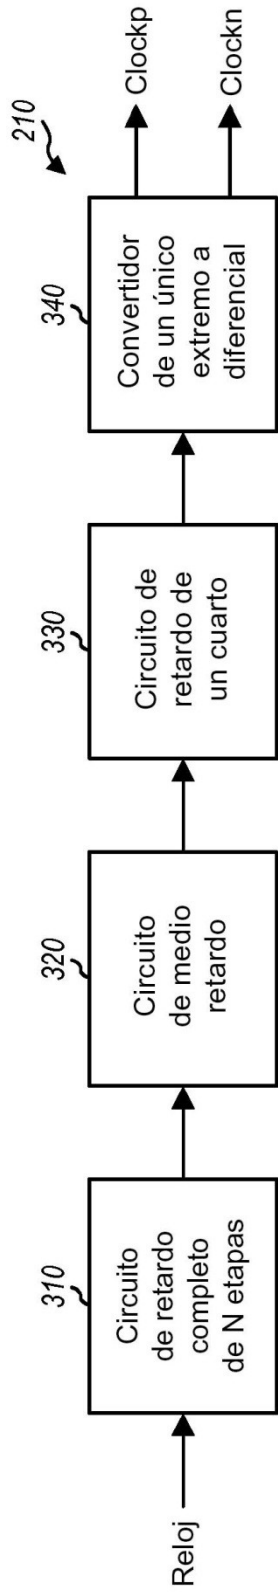 210
310
320
330
340
Reloj
Circuito
de retardo
completo
de N etapas
Circuito
de medio
retardo
Circuito de
retardo de
un cuarto
Convertidor
de un único
extremo a
diferencial
Clockp
Clockn